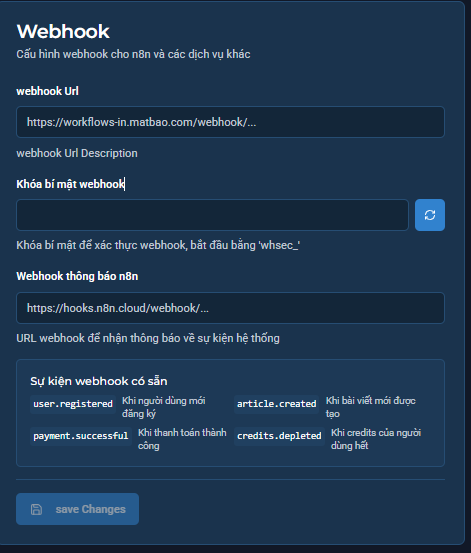 Webhook
Cấu hình webhook cho n8n và các dịch vụ khác
webhook Url
https://workflows-in.matbao.com/webhook/...
webhook Url Description
Khóa bí mật webhook
Khóa bí mật để xác thực webhook, bắt đầu bằng 'whsec_'
Webhook thông báo n8n
https://hooks.n8n.cloud/webhook/...
URL webhook để nhận thông báo về sự kiện hệ thống
Sự kiện webhook có sẵn
user.registered Khi người dùng mới đăng ký
article.created Khi bài viết mới được tạo
payment.successful Khi thanh toán thành công
credits.depleted Khi credits của người dùng hết
save Changes